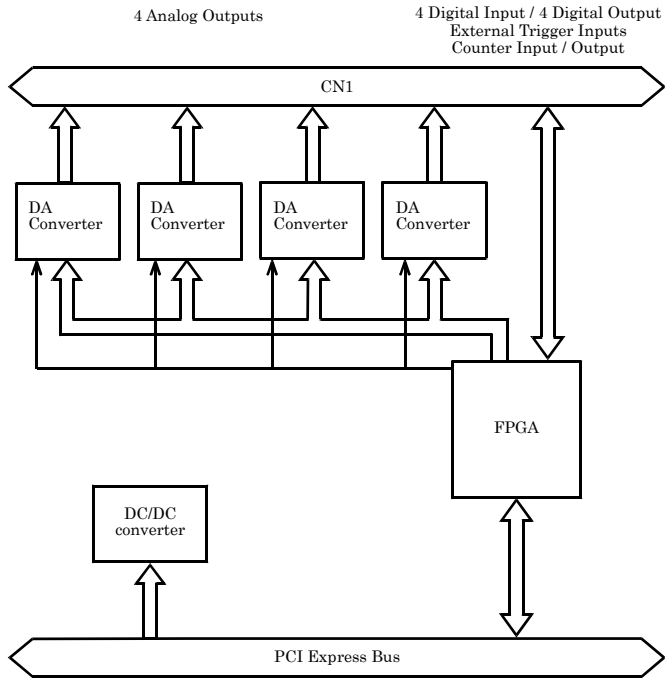 4 Analog Outputs
4 Digital Input / 4 Digital Output
External Trigger Inputs
Counter Input / Output
CN1
DA
Converter
DA
Converter
DA
Converter
DA
Converter
FPGA
DC/DC
converter
PCI Express Bus